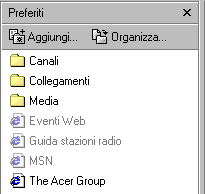 Preferiti
Aggiungi... Organizza...
Canali
Collegamenti
Media
Eventi Web
Guida stazioni radio
MSN
The Acer Group